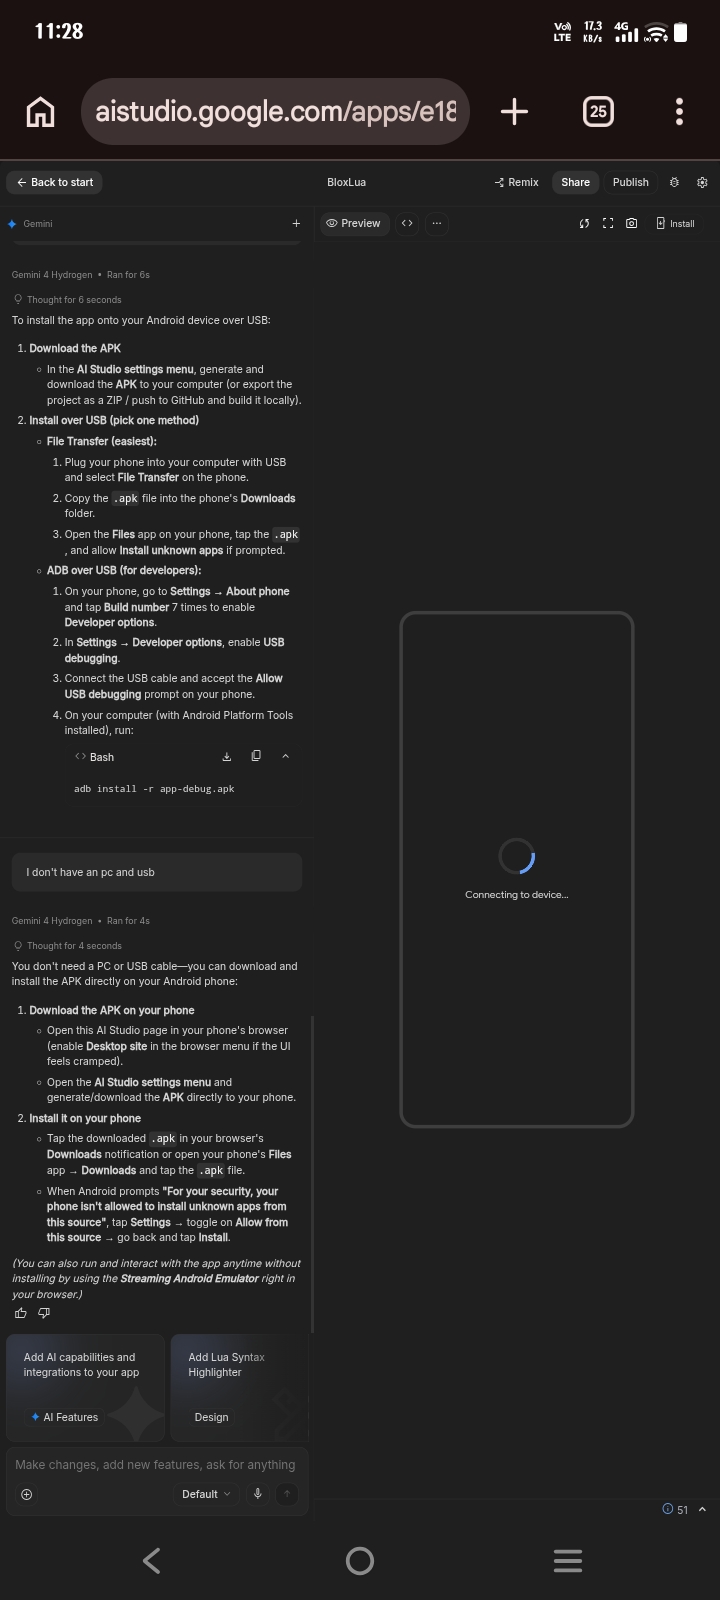 11:28
Vo) LTE
17.3 KB/s
4G
aistudio.google.com/apps/e18
25
← Back to start
BloxLua
Remix
Share
Publish
Gemini
Preview
Install
Gemini 4 Hydrogen • Ran for 6s
Thought for 6 seconds
To install the app onto your Android device over USB:
1. Download the APK
In the AI Studio settings menu, generate and
download the APK to your computer (or export the
project as a ZIP / push to GitHub and build it locally).
2. Install over USB (pick one method)
File Transfer (easiest):
1. Plug your phone into your computer with USB
and select File Transfer on the phone.
2. Copy the .apk file into the phone's Downloads
folder.
3. Open the Files app on your phone, tap the .apk
, and allow Install unknown apps if prompted.
ADB over USB (for developers):
1. On your phone, go to Settings → About phone
and tap Build number 7 times to enable
Developer options.
2. In Settings → Developer options, enable USB
debugging.
3. Connect the USB cable and accept the Allow
USB debugging prompt on your phone.
4. On your computer (with Android Platform Tools
installed), run:
<> Bash
adb install -r app-debug.apk
I don't have an pc and usb
Gemini 4 Hydrogen • Ran for 4s
Thought for 4 seconds
You don't need a PC or USB cable—you can download and
install the APK directly on your Android phone:
1. Download the APK on your phone
Open this AI Studio page in your phone's browser
(enable Desktop site in the browser menu if the UI
feels cramped).
Open the AI Studio settings menu and
generate/download the APK directly to your phone.
2. Install it on your phone
Tap the downloaded .apk in your browser's
Downloads notification or open your phone's Files
app → Downloads and tap the .apk file.
When Android prompts "For your security, your
phone isn't allowed to install unknown apps from
this source", tap Settings → toggle on Allow from
this source → go back and tap Install.
(You can also run and interact with the app anytime without
installing by using the Streaming Android Emulator right in
your browser.)
Add AI capabilities and
integrations to your app
AI Features
Add Lua Syntax
Highlighter
Design
Make changes, add new features, ask for anything
Default
Connecting to device...
51